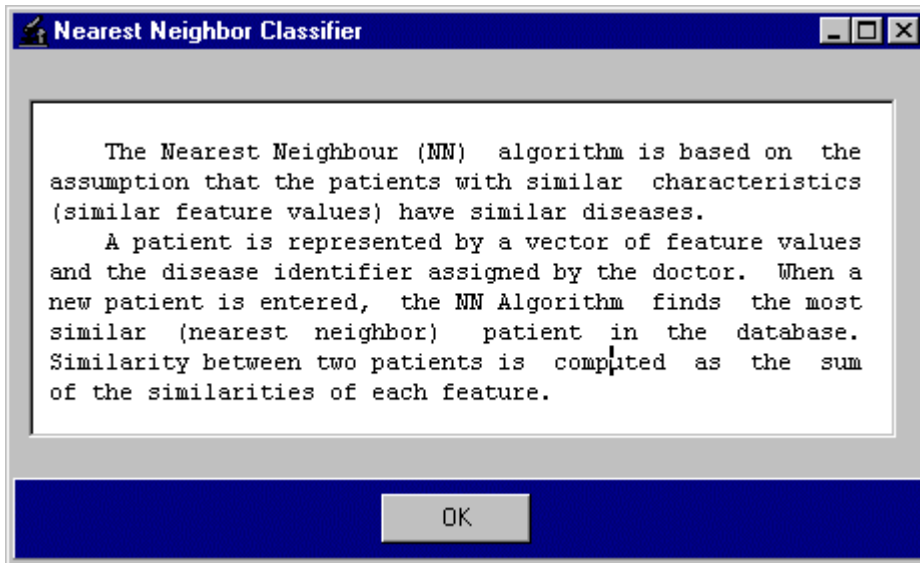 Nearest Neighbor Classifier
The Nearest Neighbour (NN) algorithm is based on the
assumption that the patients with similar characteristics
(similar feature values) have similar diseases.
A patient is represented by a vector of feature values
and the disease identifier assigned by the doctor. When a
new patient is entered, the NN Algorithm finds the most
similar (nearest neighbor) patient in the database.
Similarity between two patients is computed as the sum
of the similarities of each feature.
OK